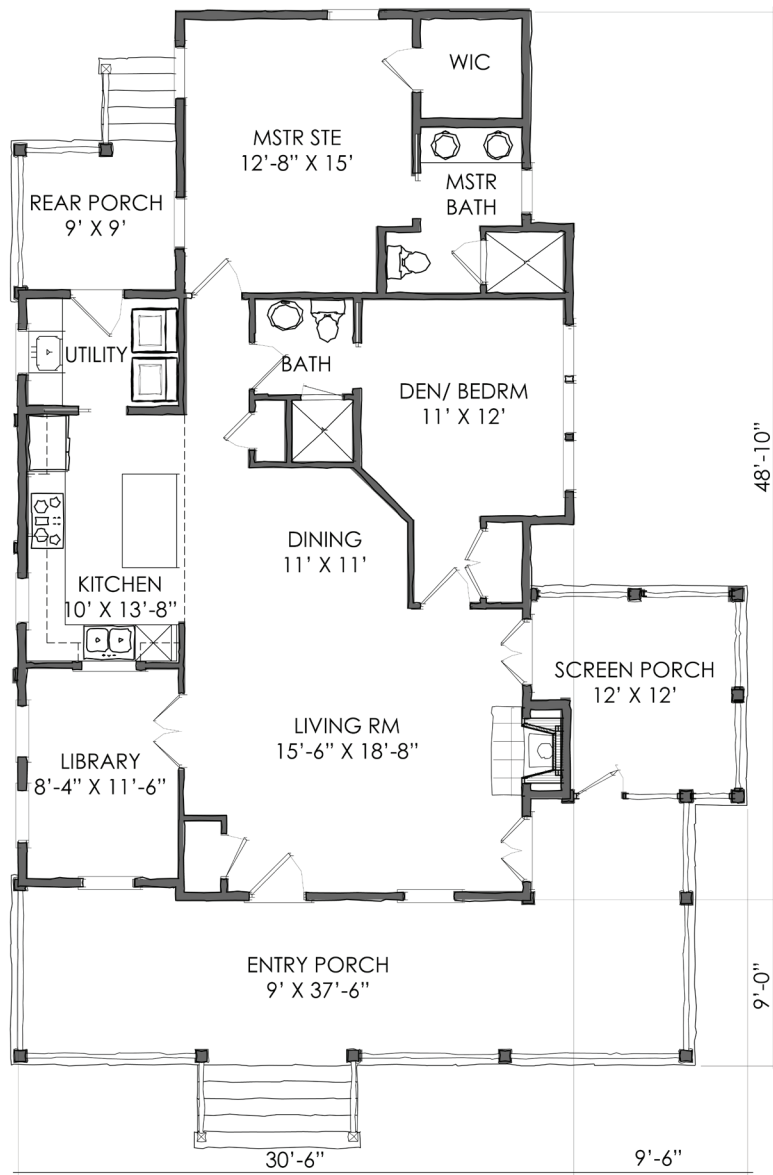 WIC
MSTR STE
12'-8" X 15'
MSTR
BATH
REAR PORCH
9' X 9'
UTILITY
BATH
DEN/ BEDRM
11' X 12'
48'-10"
DINING
11' X 11'
KITCHEN
10' X 13'-8"
SCREEN PORCH
12' X 12'
LIVING RM
15'-6" X 18'-8"
LIBRARY
8'-4" X 11'-6"
ENTRY PORCH
9' X 37'-6"
9'-0"
30'-6"
9'-6"